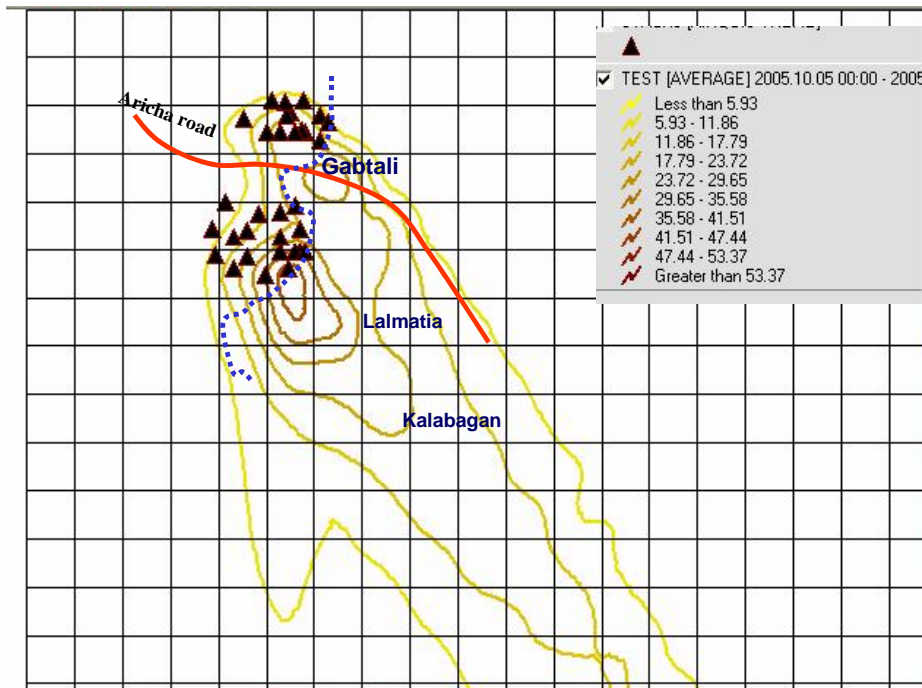 TEST [AVERAGE] 2005.10.05 00:00 - 2005
Less than 5.93
5.93 - 11.86
11.86 - 17.79
17.79 - 23.72
23.72 - 29.65
29.65 - 35.58
35.58 - 41.51
41.51 - 47.44
47.44 - 53.37
Greater than 53.37
Aricha road
Gabtali
Lalmatia
Kalabagan